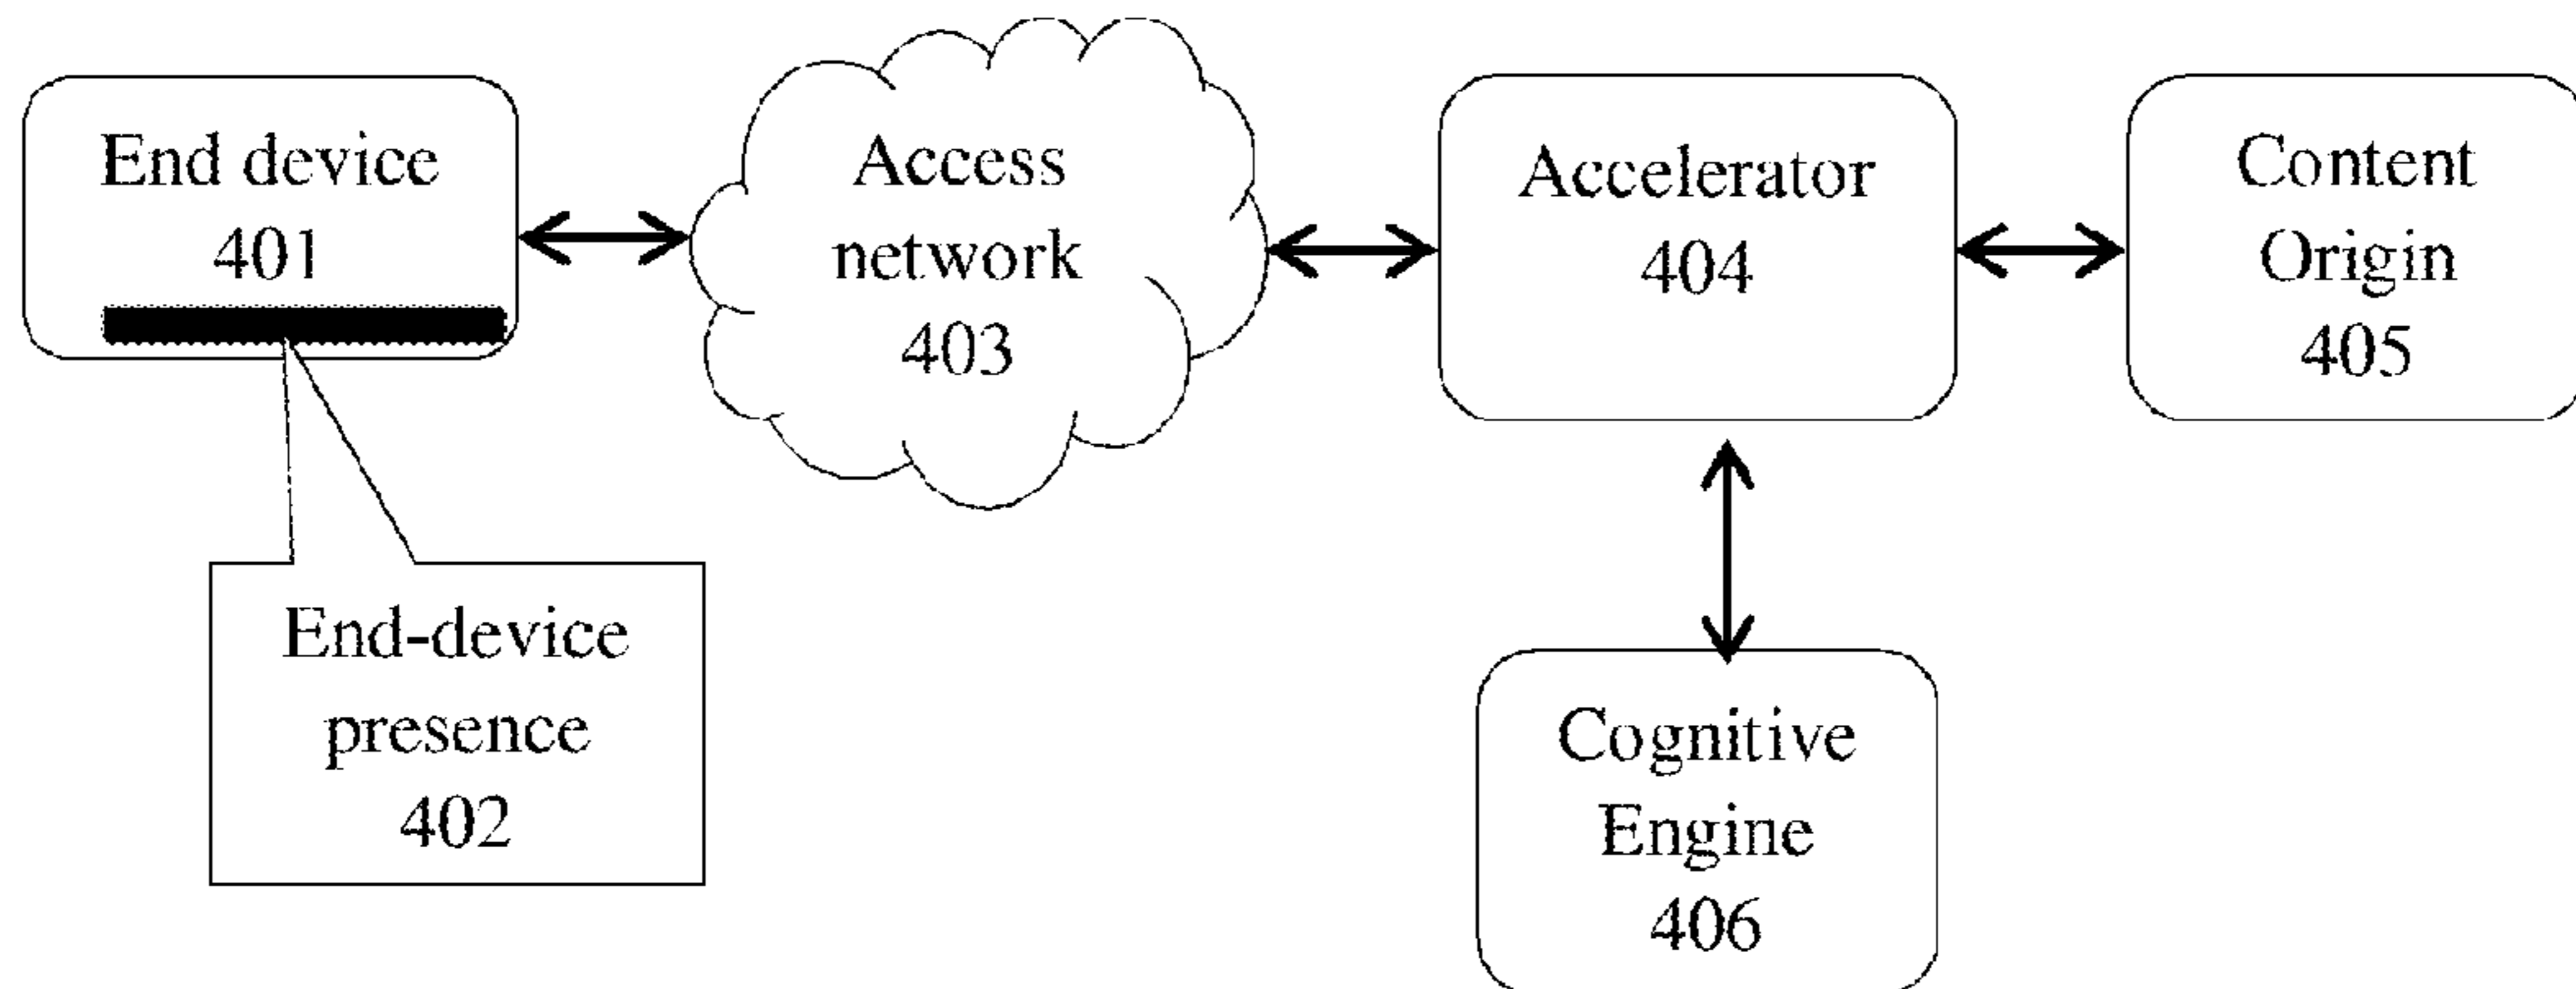 End device
401
Access
network
403
Accelerator
404
Content
Origin
405
End-device
presence
402
Cognitive
Engine
406